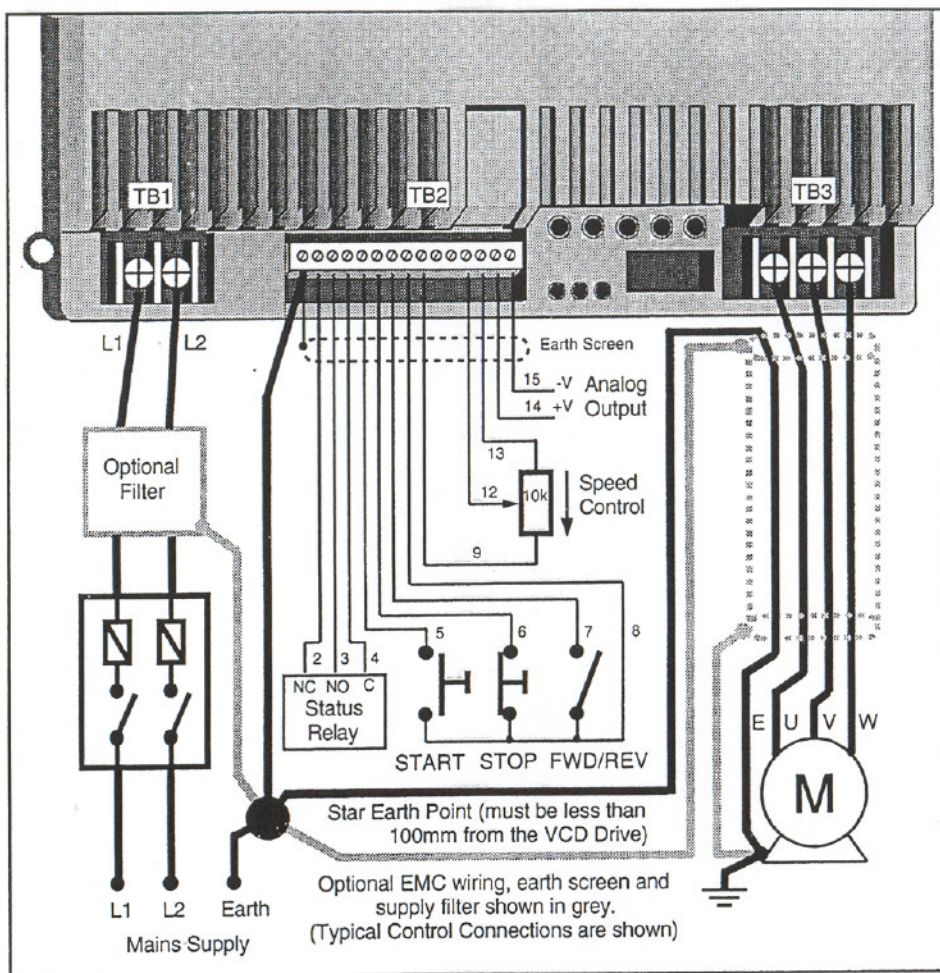 TB1
TB2
TB3
L1
L2
Earth Screen
15 -V Analog
14 +V Output
13
Optional
Filter
12
10k
Speed
Control
9
5
6
7
8
2
3
4
NC NO C
Status
Relay
START STOP FWD/REV
E U V W
M
Star Earth Point (must be less than
100mm from the VCD Drive)
L1 L2 Earth
Mains Supply
Optional EMC wiring, earth screen and
supply filter shown in grey.
(Typical Control Connections are shown)